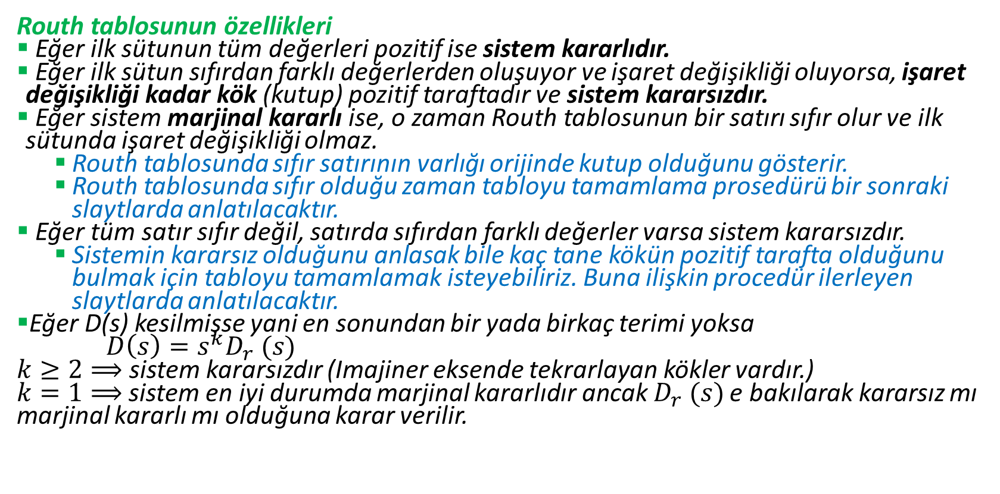 Routh tablosunun özellikleri
▪ Eğer ilk sütunun tüm değerleri pozitif ise sistem kararlıdır.
▪ Eğer ilk sütun sıfırdan farklı değerlerden oluşuyor ve işaret değişikliği oluyorsa, işaret
değişikliği kadar kök (kutup) pozitif taraftadır ve sistem kararsızdır.
▪ Eğer sistem marjinal kararlı ise, o zaman Routh tablosunun bir satırı sıfır olur ve ilk
sütunda işaret değişikliği olmaz.
▪ Routh tablosunda sıfır satırının varlığı orijinde kutup olduğunu gösterir.
▪ Routh tablosunda sıfır olduğu zaman tabloyu tamamlama prosedürü bir sonraki
slaytlarda anlatılacaktır.
▪ Eğer tüm satır sıfır değil, satırda sıfırdan farklı değerler varsa sistem kararsızdır.
▪ Sistemin kararsız olduğunu anlasak bile kaç tane kökün pozitif tarafta olduğunu
bulmak için tabloyu tamamlamak isteyebiliriz. Buna ilişkin procedür ilerleyen
slaytlarda anlatılacaktır.
▪Eğer D(s) kesilmişse yani en sonundan bir yada birkaç terimi yoksa
D(s) = s^k D_r (s)
k ≥ 2 ⟹ sistem kararsızdır (Imajiner eksende tekrarlayan kökler vardır.)
k = 1 ⟹ sistem en iyi durumda marjinal kararlıdır ancak D_r (s) e bakılarak kararsız mı
marjinal kararlı mı olduğuna karar verilir.